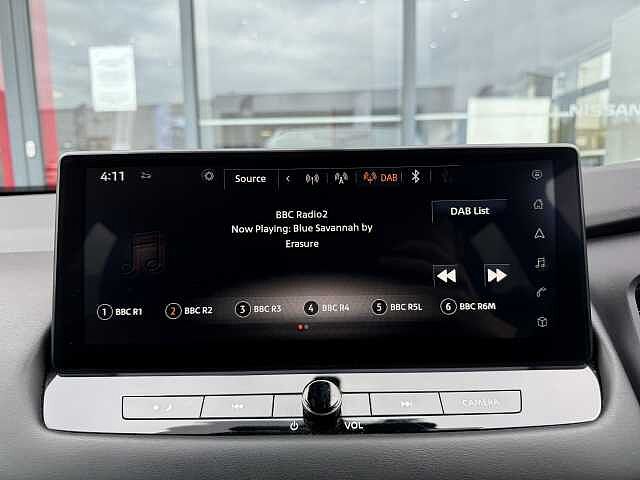 4:11
Source
DAB
BBC Radio2
Now Playing: Blue Savannah by
Erasure
DAB List
1 BBC R1
2 BBC R2
3 BBC R3
4 BBC R4
5 BBC R5L
6 BBC R6M
CAMERA
VOL
NISSAN